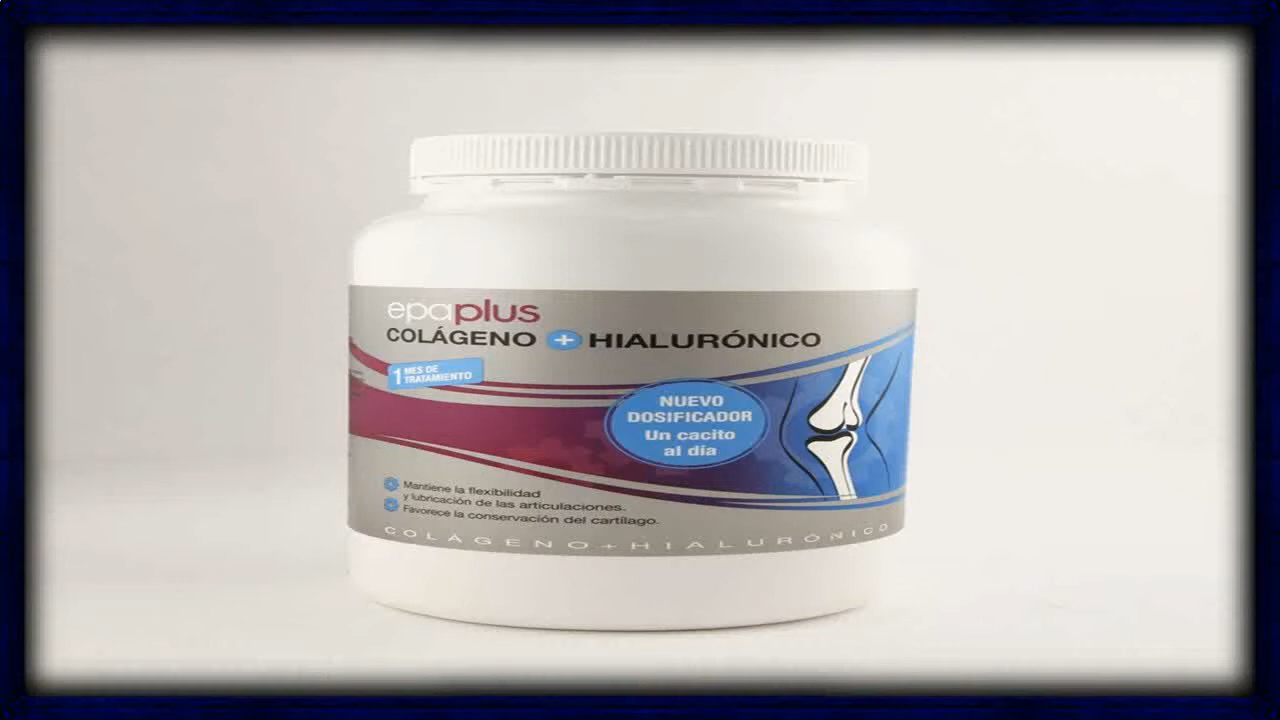 epaplus
COLÁGENO + HIALURÓNICO
1 MES DE
TRATAMIENTO
NUEVO
DOSIFICADOR
Un cacito
al día
Mantiene la flexibilidad
y lubricación de las articulaciones.
Favorece la conservación del cartílago.
COLÁGENO+HIALURÓNICO